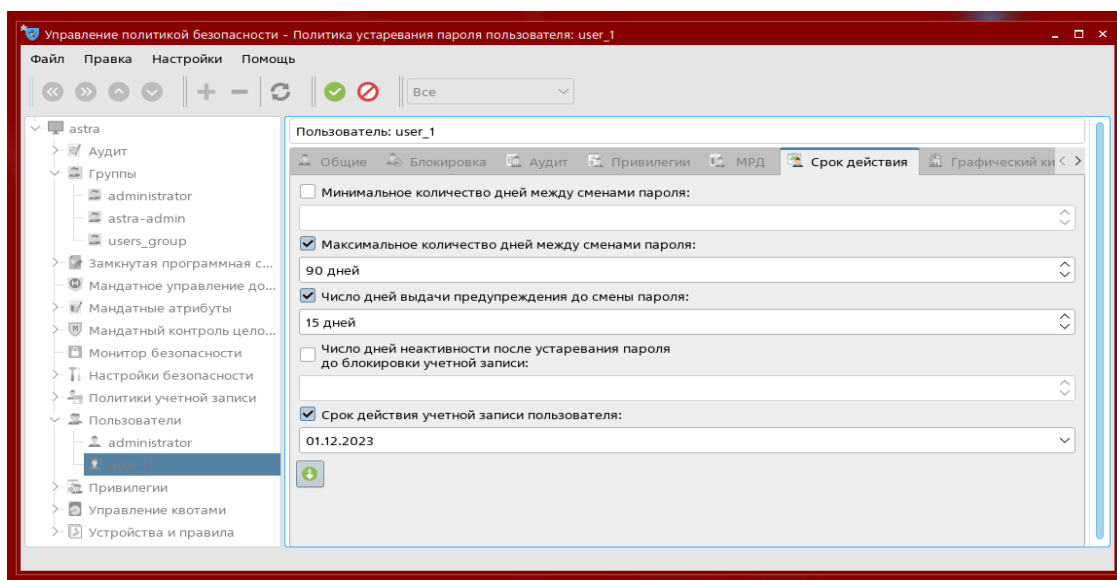 Управление политикой безопасности – Политика устаревания пароля пользователя: user_1
Файл Правка Настройки Помощь
Все
astra
Аудит
Группы
administrator
astra-admin
users_group
Замкнутая программная с...
Мандатное управление до...
Мандатные атрибуты
Мандатный контроль цело...
Монитор безопасности
Настройки безопасности
Политики учетной записи
Пользователи
administrator
user_1
Привилегии
Управление квотами
Устройства и правила
Пользователь: user_1
Общие Блокировка Аудит Привилегии МРД Срок действия Графический ки
Минимальное количество дней между сменами пароля:
Максимальное количество дней между сменами пароля:
90 дней
Число дней выдачи предупреждения до смены пароля:
15 дней
Число дней неактивности после устаревания пароля
до блокировки учетной записи:
Срок действия учетной записи пользователя:
01.12.2023